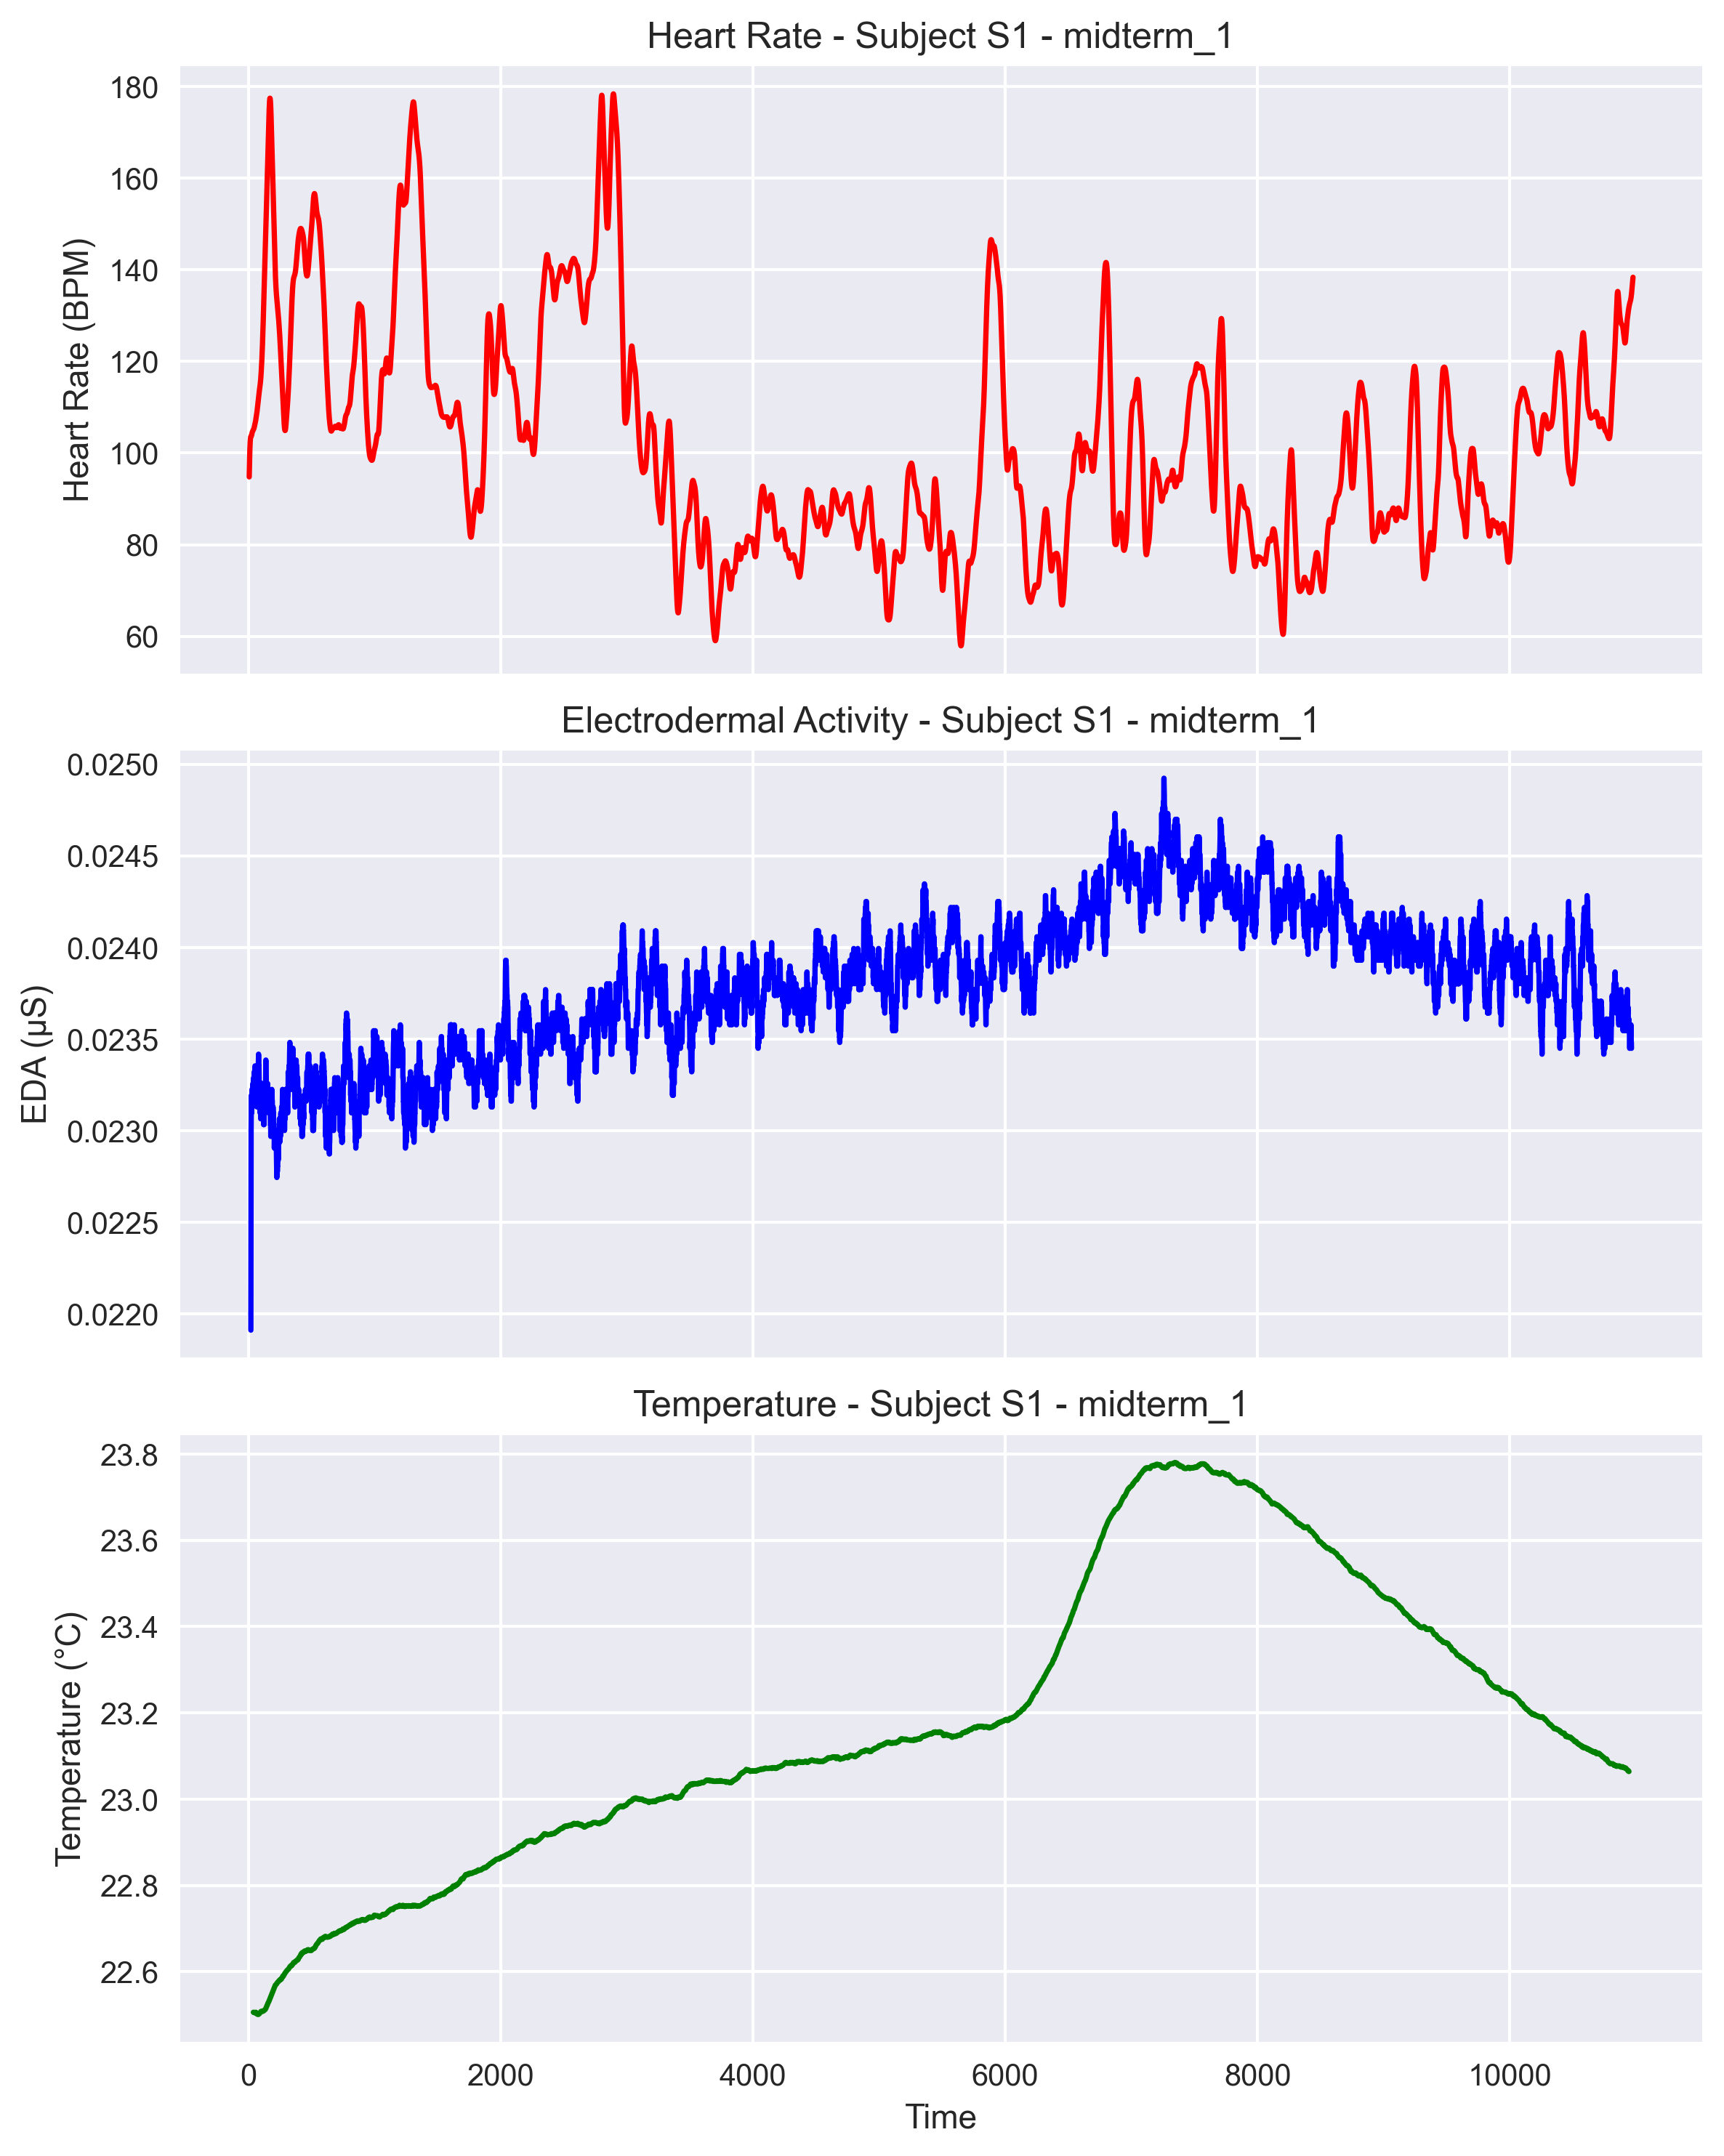 Heart Rate - Subject S1 - midterm_1
180
160
140
120
100
80
60
Heart Rate (BPM)
Electrodermal Activity - Subject S1 - midterm_1
0.0250
0.0245
0.0240
0.0235
0.0230
0.0225
0.0220
EDA (μS)
Temperature - Subject S1 - midterm_1
23.8
23.6
23.4
23.2
23.0
22.8
22.6
Temperature (°C)
0 2000 4000 6000 8000 10000
Time